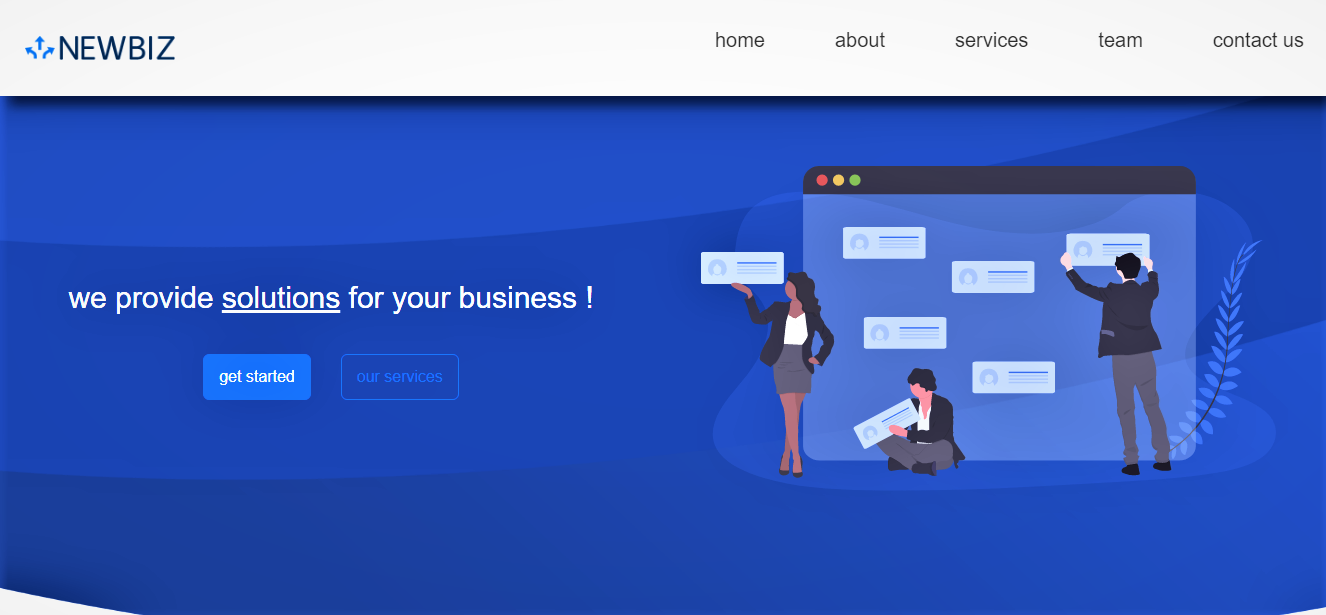 NEWBIZ
home about services team contact us
we provide solutions for your business !
get started our services